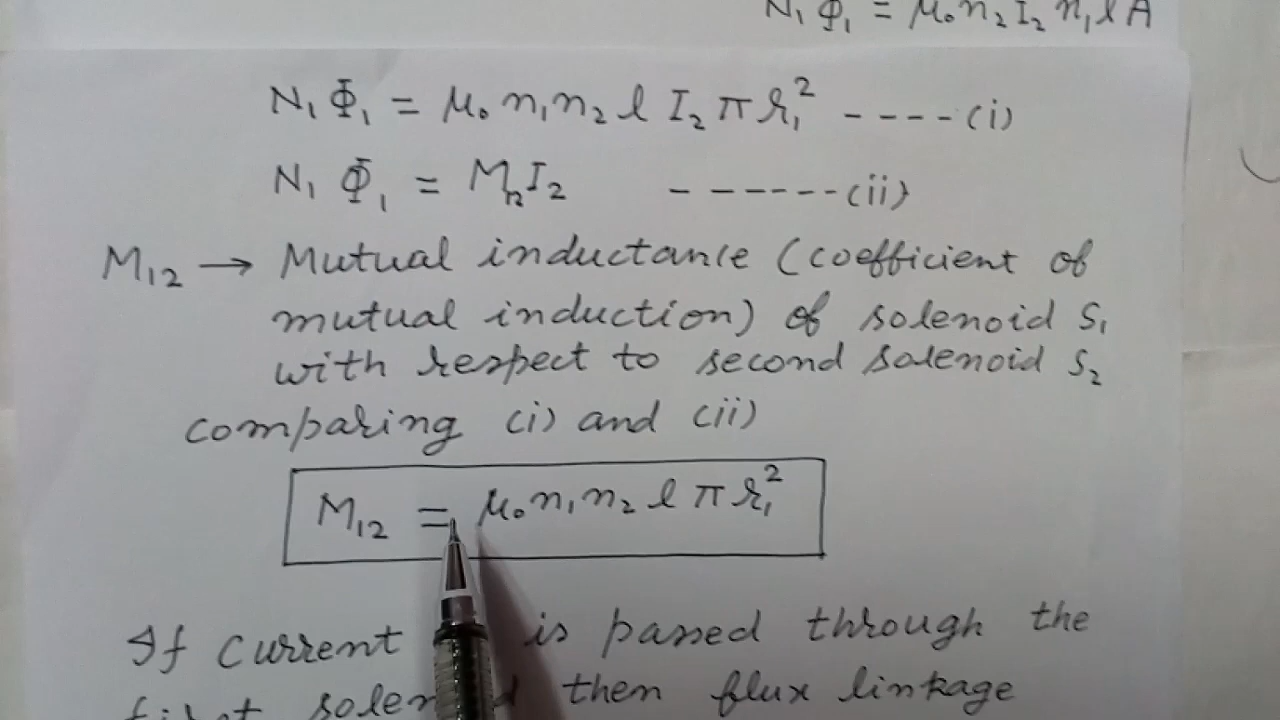 N₁ Φ₁ = μ₀ n₂ I₂ n₁ l A
N₁ Φ₁ = μ₀ n₁ n₂ l I₂ π r₁² ----(i)
N₁ Φ₁ = M₁₂ I₂ ------(ii)
M₁₂ → Mutual inductance (coefficient of
mutual induction) of solenoid S₁
with respect to second solenoid S₂
comparing (i) and (ii)
M₁₂ = μ₀ n₁ n₂ l π r₁²
If current is passed through the
first then flux linkage